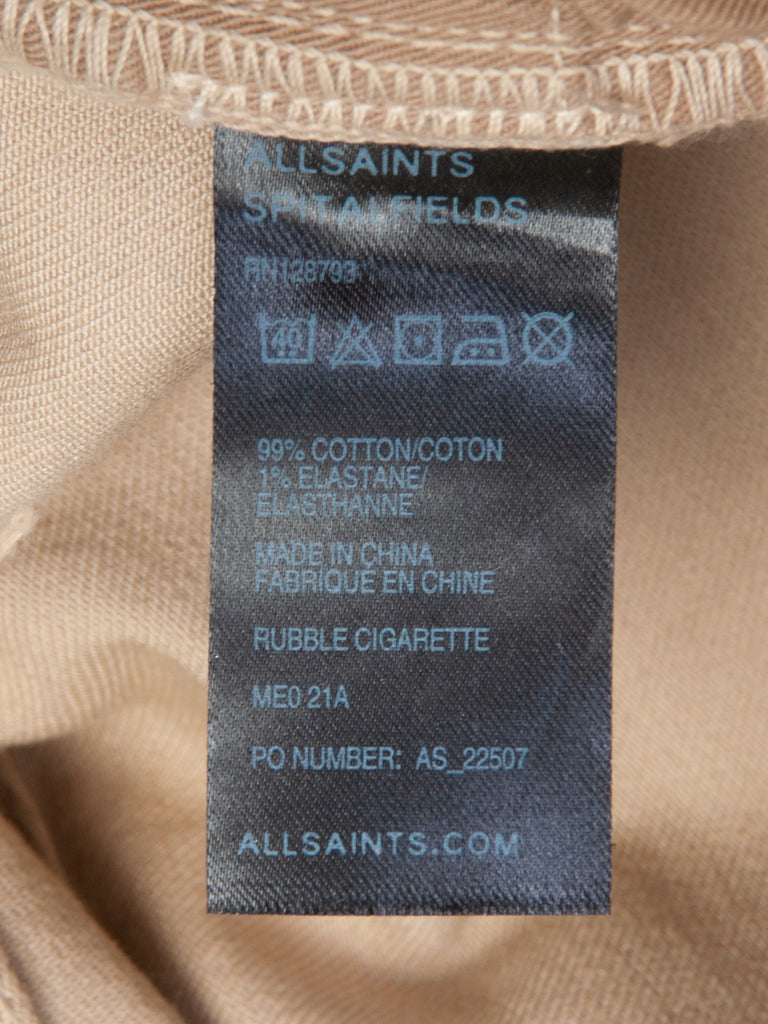 ALLSAINTS
SPITALFIELDS
RN128793
40
99% COTTON/COTON
1% ELASTANE/
ELASTHANNE
MADE IN CHINA
FABRIQUE EN CHINE
RUBBLE CIGARETTE
ME0 21A
PO NUMBER: AS_22507
ALLSAINTS.COM